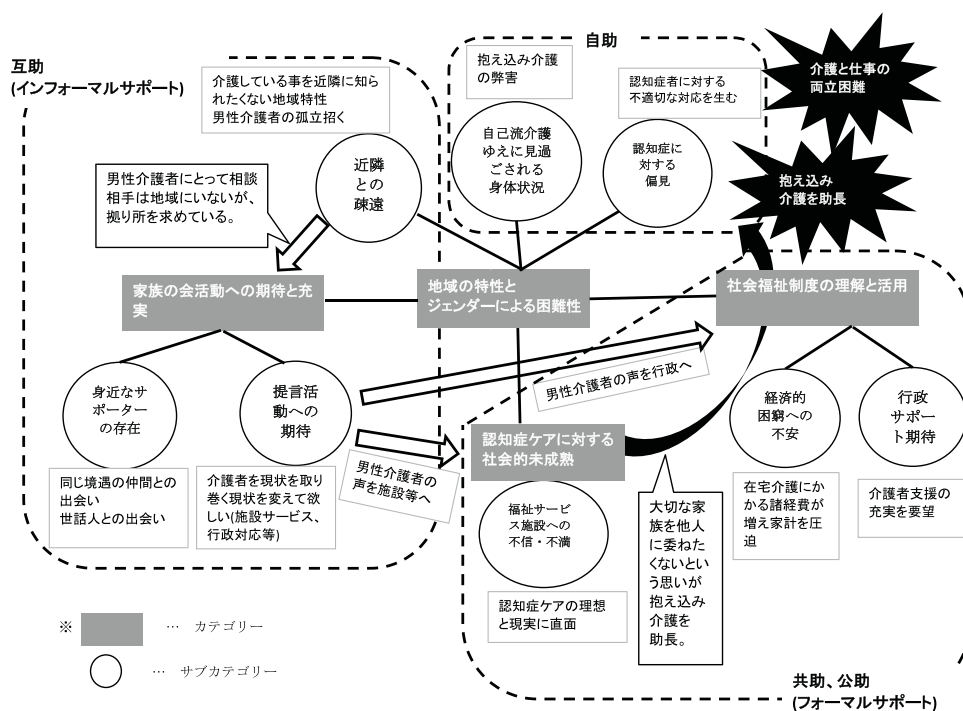 互助
(インフォーマルサポート)
介護している事を近隣に知ら
れたくない地域特性
男性介護者の孤立招く
近隣
との
疎遠
男性介護者にとって相談
相手は地域にいないが、
拠り所を求めている。
自助
抱え込み介護
の弊害
認知症者に対する
不適切な対応を生む
自己流介護
ゆえに見過
ごされる
身体状況
認知症に
対する
偏見
介護と仕事の
両立困難
抱え込み
介護を助長
家族の会活動への期待と充
実
地域の特性と
ジェンダーによる困難性
社会福祉制度の理解と活用
身近なサ
ポーター
の存在
提言活
動への
期待
男性介護者の声を行政へ
男性介護者の
声を施設等へ
経済的
困窮への
不安
行政
サポー
ト期待
同じ境遇の仲間との
出会い
世話人との出会い
介護者を現状を取り
巻く現状を変えて欲
しい(施設サービス、
行政対応等)
認知症ケアに対する
社会的未成熟
福祉サービ
ス施設への
不信・不満
認知症ケアの理想
と現実に直面
大切な家
族を他人
に委ねた
くないとい
う思いが
抱え込み
介護を
助長。
在宅介護にか
かる諸経費が
増え家計を圧
迫
介護者支援の
充実を要望
※ … カテゴリー
… サブカテゴリー
共助、公助
(フォーマルサポート)